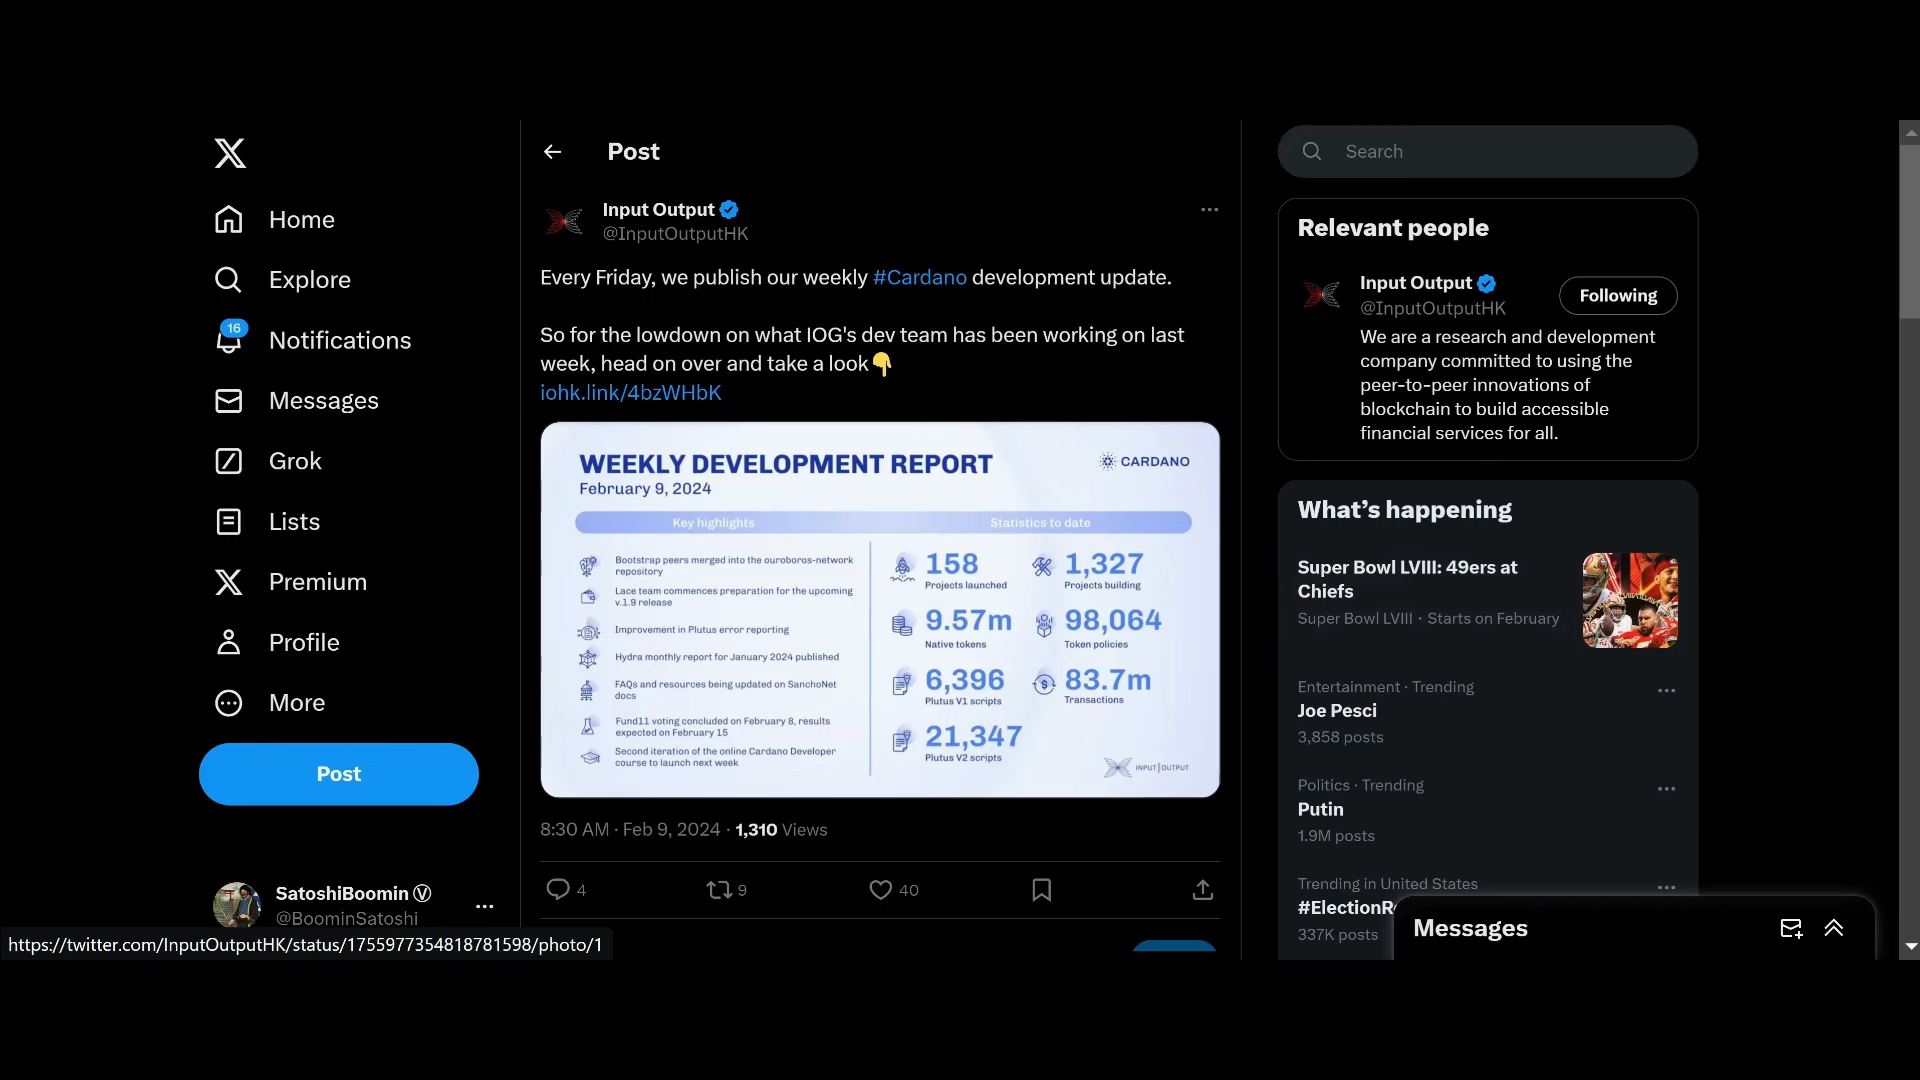 Home
Explore
16
Notifications
Messages
Grok
Lists
Premium
Profile
More
Post
SatoshiBoomin Ⓥ
@BoominSatoshi
https://twitter.com/InputOutputHK/status/1755977354818781598/photo/1
Post
Input Output
@InputOutputHK
Every Friday, we publish our weekly #Cardano development update.
So for the lowdown on what IOG's dev team has been working on last
week, head on over and take a look👇
iohk.link/4bzWHbK
WEEKLY DEVELOPMENT REPORT
February 9, 2024
CARDANO
Key highlights
Bootstrap peers merged into the ouroboros-network
repository
Lace team commences preparation for the upcoming
v.1.9 release
Improvement in Plutus error reporting
Hydra monthly report for January 2024 published
FAQs and resources being updated on SanchoNet
docs
Fund11 voting concluded on February 8, results
expected on February 15
Second iteration of the online Cardano Developer
course to launch next week
Statistics to date
158
Projects launched
1,327
Projects building
9.57m
Native tokens
98,064
Token policies
6,396
Plutus V1 scripts
83.7m
Transactions
21,347
Plutus V2 scripts
INPUT|OUTPUT
8:30 AM · Feb 9, 2024 · 1,310 Views
4
9
40
Search
Relevant people
Input Output
@InputOutputHK
Following
We are a research and development
company committed to using the
peer-to-peer innovations of
blockchain to build accessible
financial services for all.
What's happening
Super Bowl LVIII: 49ers at
Chiefs
Super Bowl LVIII · Starts on February
Entertainment · Trending
Joe Pesci
3,858 posts
Politics · Trending
Putin
1.9M posts
Trending in United States
#ElectionR
337K posts
Messages